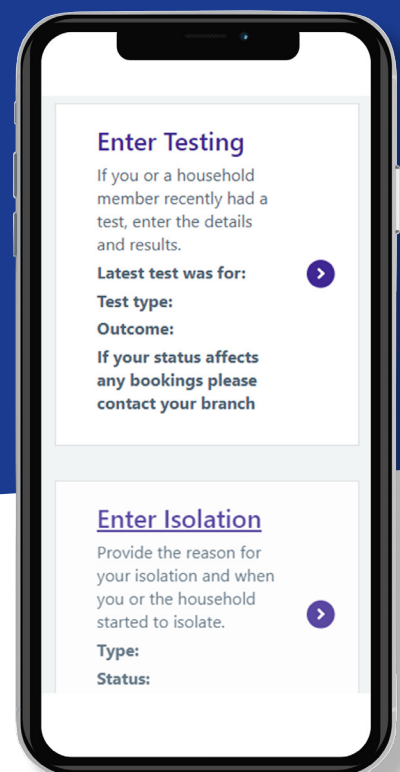 Enter Testing
If you or a household
member recently had a
test, enter the details
and results.
Latest test was for:
Test type:
Outcome:
If your status affects
any bookings please
contact your branch
Enter Isolation
Provide the reason for
your isolation and when
you or the household
started to isolate.
Type:
Status: